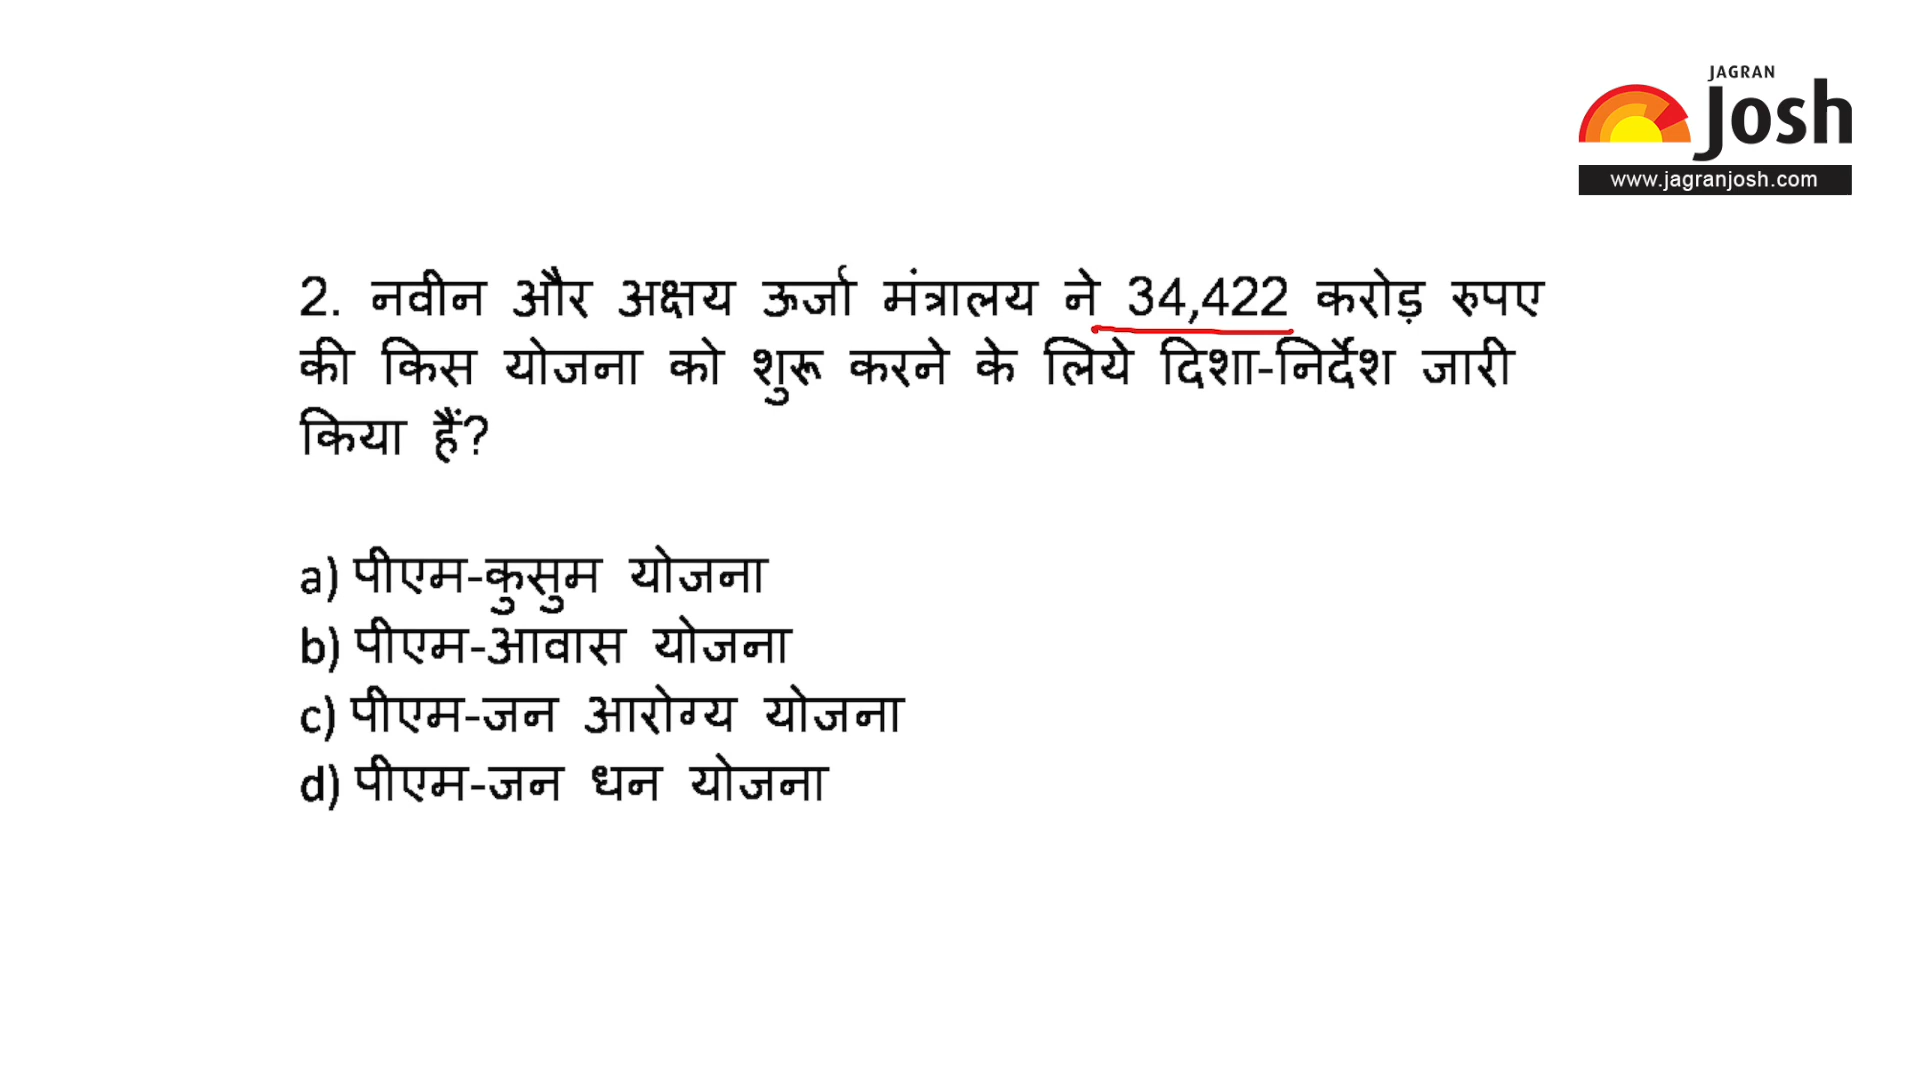 JAGRAN
Josh
www.jagranjosh.com
2. नवीन और अक्षय ऊर्जा मंत्रालय ने 34,422 करोड़ रुपए
की किस योजना को शुरू करने के लिये दिशा-निर्देश जारी
किया हैं?
a) पीएम-कुसुम योजना
b) पीएम-आवास योजना
c) पीएम-जन आरोग्य योजना
d) पीएम-जन धन योजना